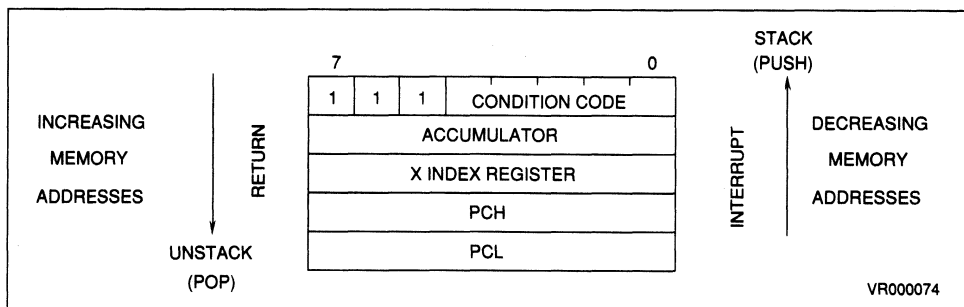 STACK
(PUSH)
7 0
1 1 1 CONDITION CODE
INCREASING
MEMORY
ADDRESSES
RETURN
ACCUMULATOR
X INDEX REGISTER
PCH
PCL
INTERRUPT
DECREASING
MEMORY
ADDRESSES
UNSTACK
(POP)
VR000074